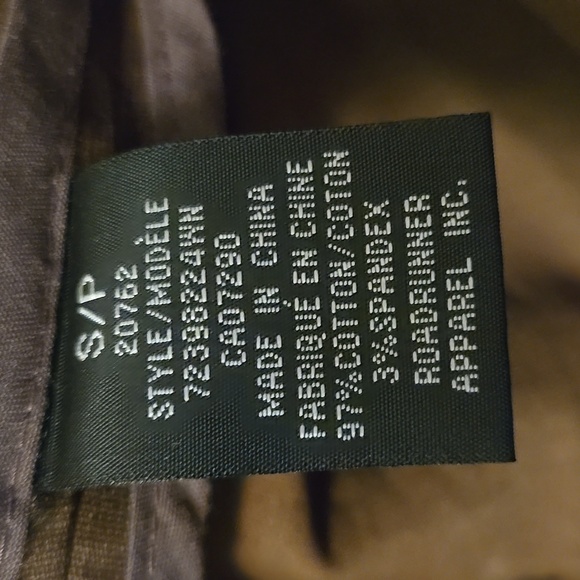 S/P
20762
STYLE/MODÈLE
72398224WN
CA07290
MADE IN CHINA
FABRIQUÉ EN CHINE
97%COTTON/COTON
3%SPANDEX
ROADRUNNER
APPAREL INC.